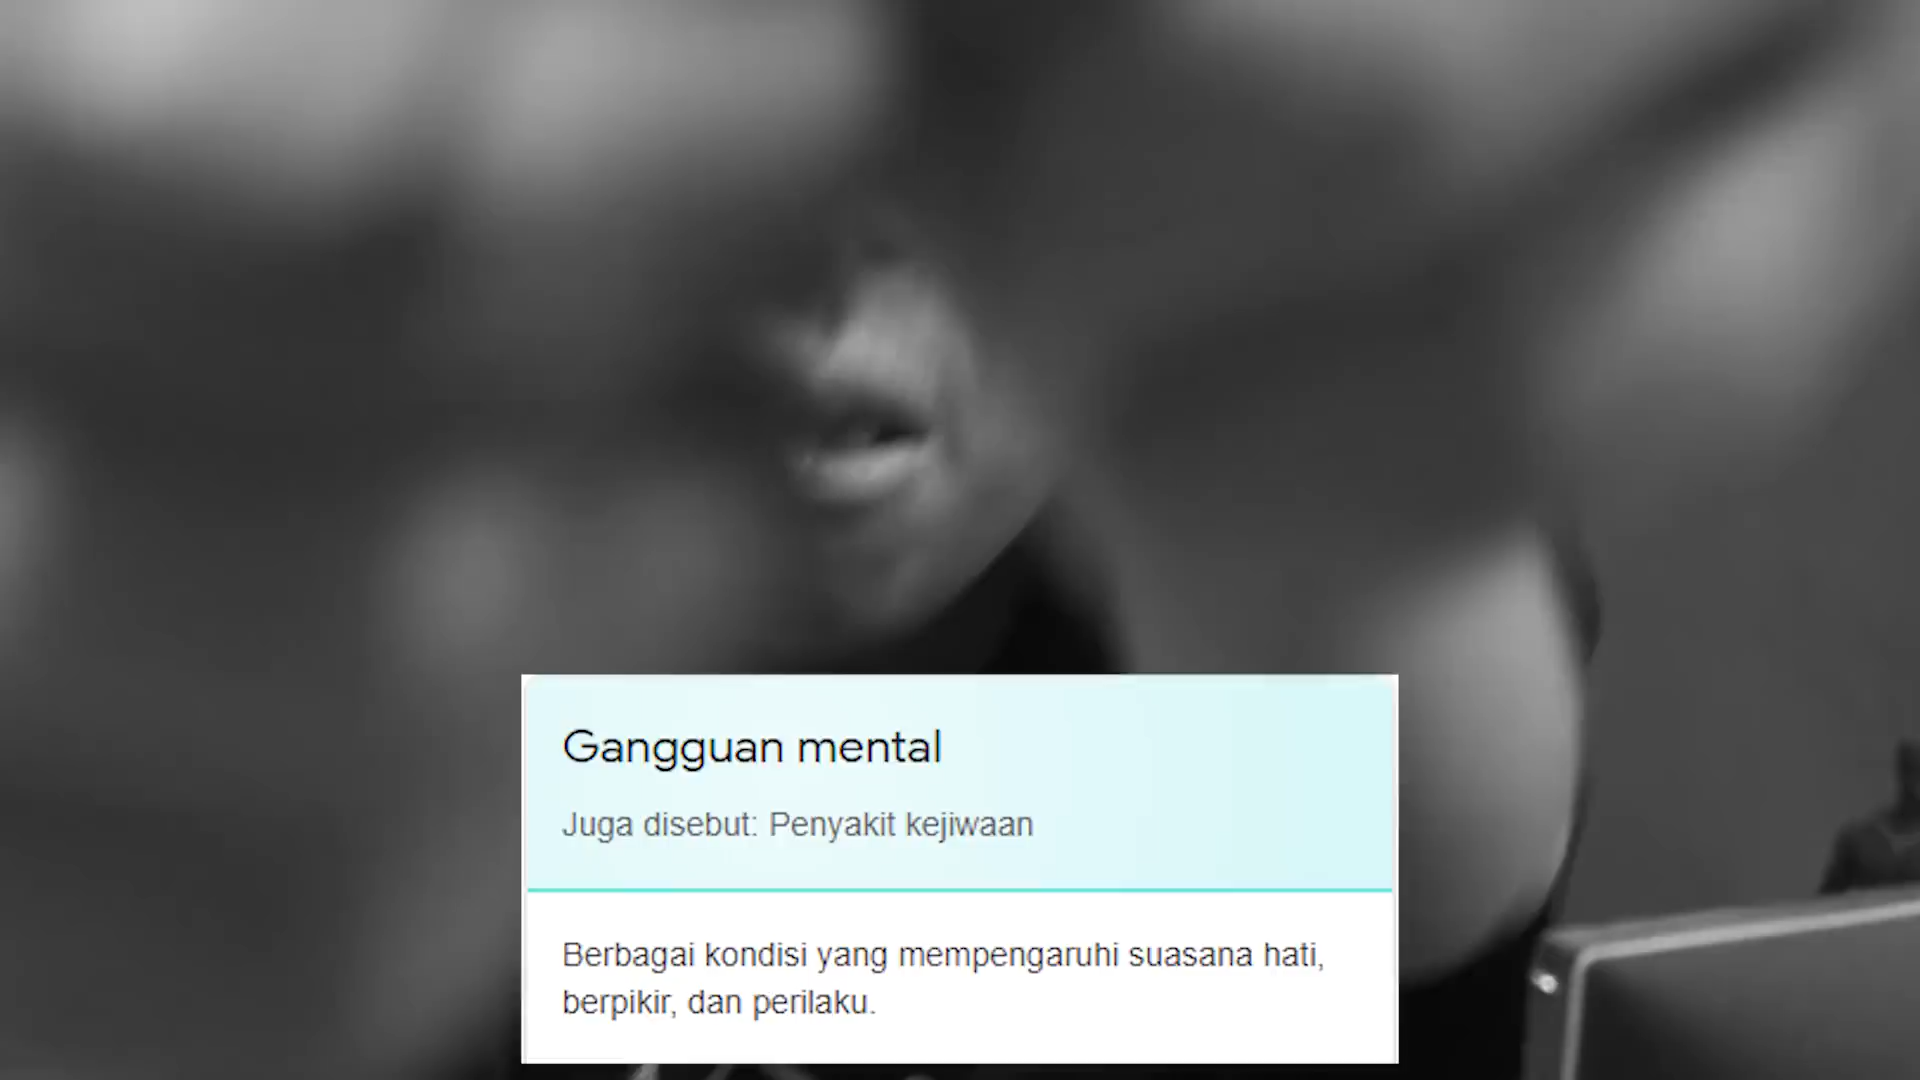 Gangguan mental
Juga disebut: Penyakit kejiwaan
Berbagai kondisi yang mempengaruhi suasana hati,
berpikir, dan perilaku.